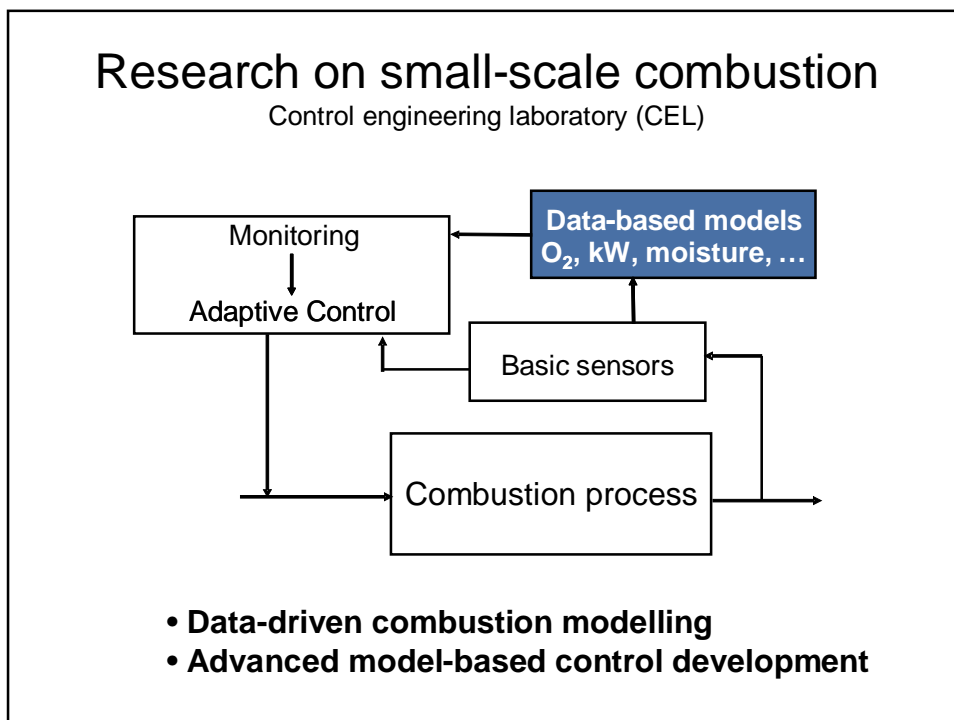 Research on small-scale combustion
Control engineering laboratory (CEL)
Monitoring
Adaptive Control
Data-based models
O₂, kW, moisture, …
Basic sensors
Combustion process
• Data-driven combustion modelling
• Advanced model-based control development